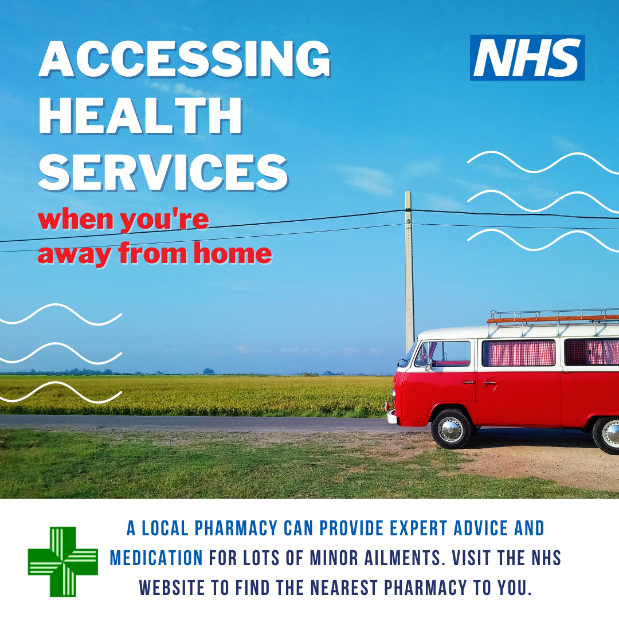 ACCESSING
HEALTH
SERVICES
when you're
away from home
NHS
A LOCAL PHARMACY CAN PROVIDE EXPERT ADVICE AND
MEDICATION FOR LOTS OF MINOR AILMENTS. VISIT THE NHS
WEBSITE TO FIND THE NEAREST PHARMACY TO YOU.